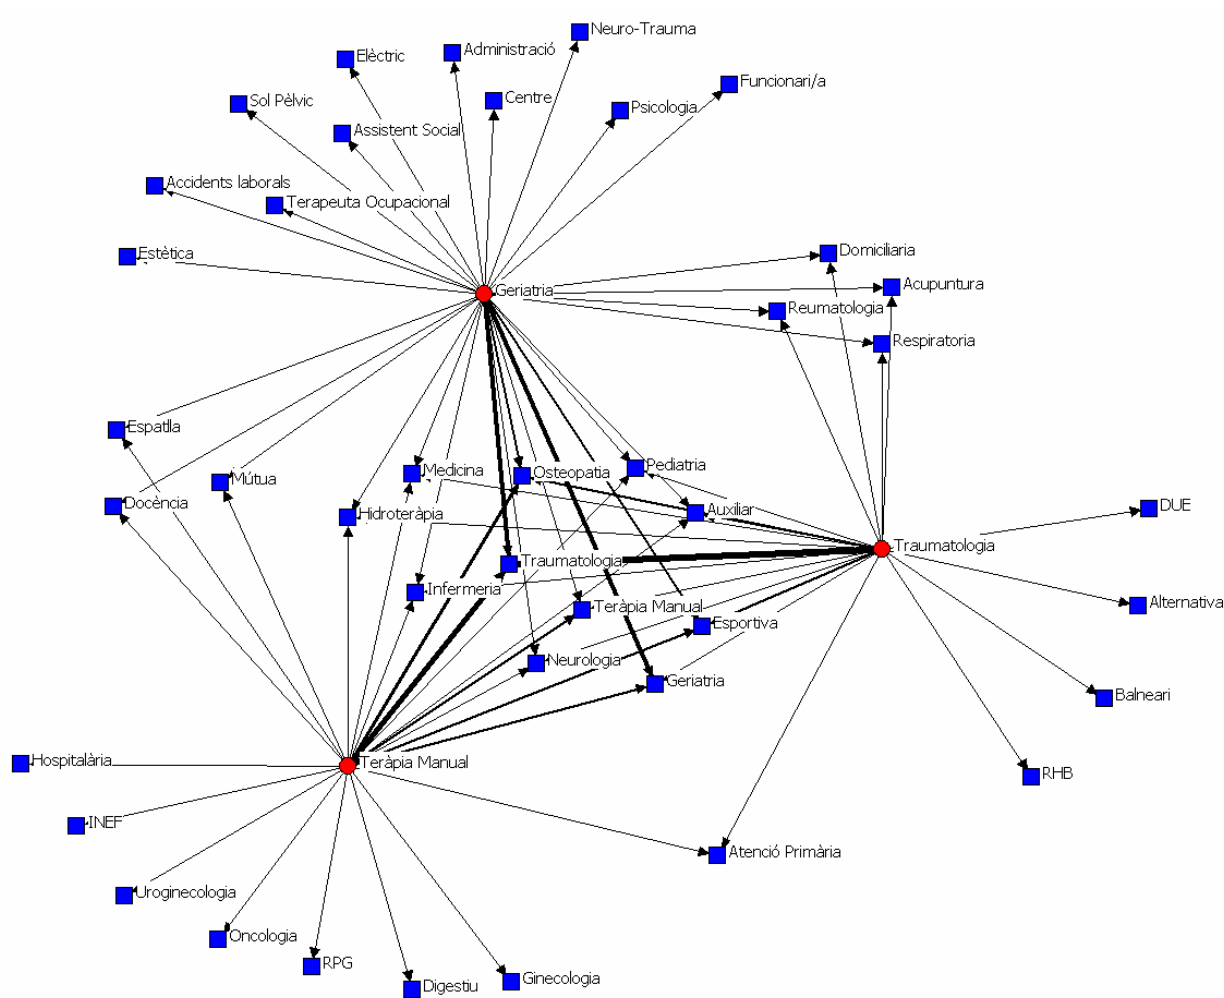 Neuro-Trauma
Administració
Elèctric
Funcionari/a
Centre
Sol Pèlvic
Psicologia
Assistent Social
Accidents laborals
Terapeuta Ocupacional
Estètica
Domiciliaria
Geriatria
Acupuntura
Reumatologia
Respiratoria
Espatlla
Mútua
Medicina
Osteopatia
Pediatria
Docència
Hidroteràpia
Auxiliar
DUE
Traumatologia
Traumatologia
Infermeria
Teràpia Manual
Alternativa
Esportiva
Neurologia
Geriatria
Balneari
Hospitalària
Teràpia Manual
RHB
INEF
Atenció Primària
Uroginecologia
Oncologia
RPG
Digestiu
Ginecologia